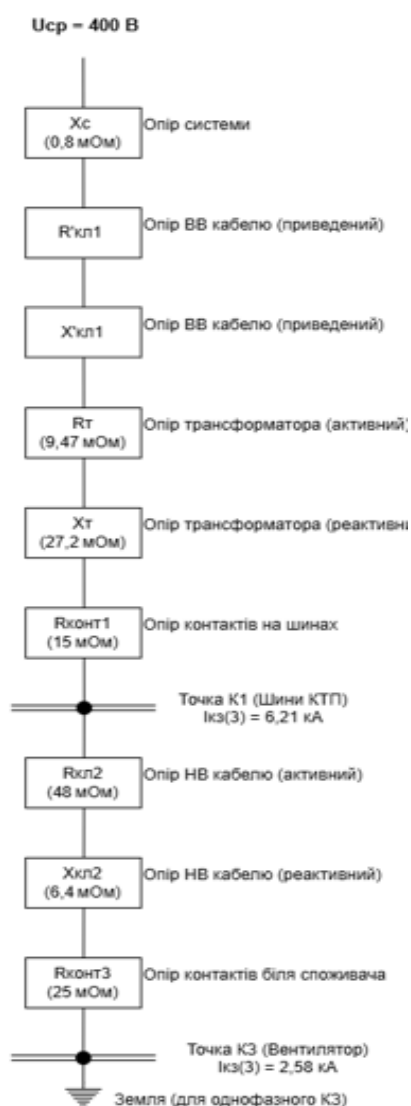 Uср = 400 В
Xс
(0,8 мОм)
Опір системи
R'кл1
Опір ВВ кабелю (приведений)
X'кл1
Опір ВВ кабелю (приведений)
Rт
(9,47 мОм)
Опір трансформатора (активний)
Xт
(27,2 мОм)
Опір трансформатора (реактивни
Rконт1
(15 мОм)
Опір контактів на шинах
Точка К1 (Шини КТП)
Iкз(3) = 6,21 кА
Rкл2
(48 мОм)
Опір НВ кабелю (активний)
Xкл2
(6,4 мОм)
Опір НВ кабелю (реактивний)
Rконт3
(25 мОм)
Опір контактів біля споживача
Точка К3 (Вентилятор)
Iкз(3) = 2,58 кА
Земля (для однофазного КЗ)